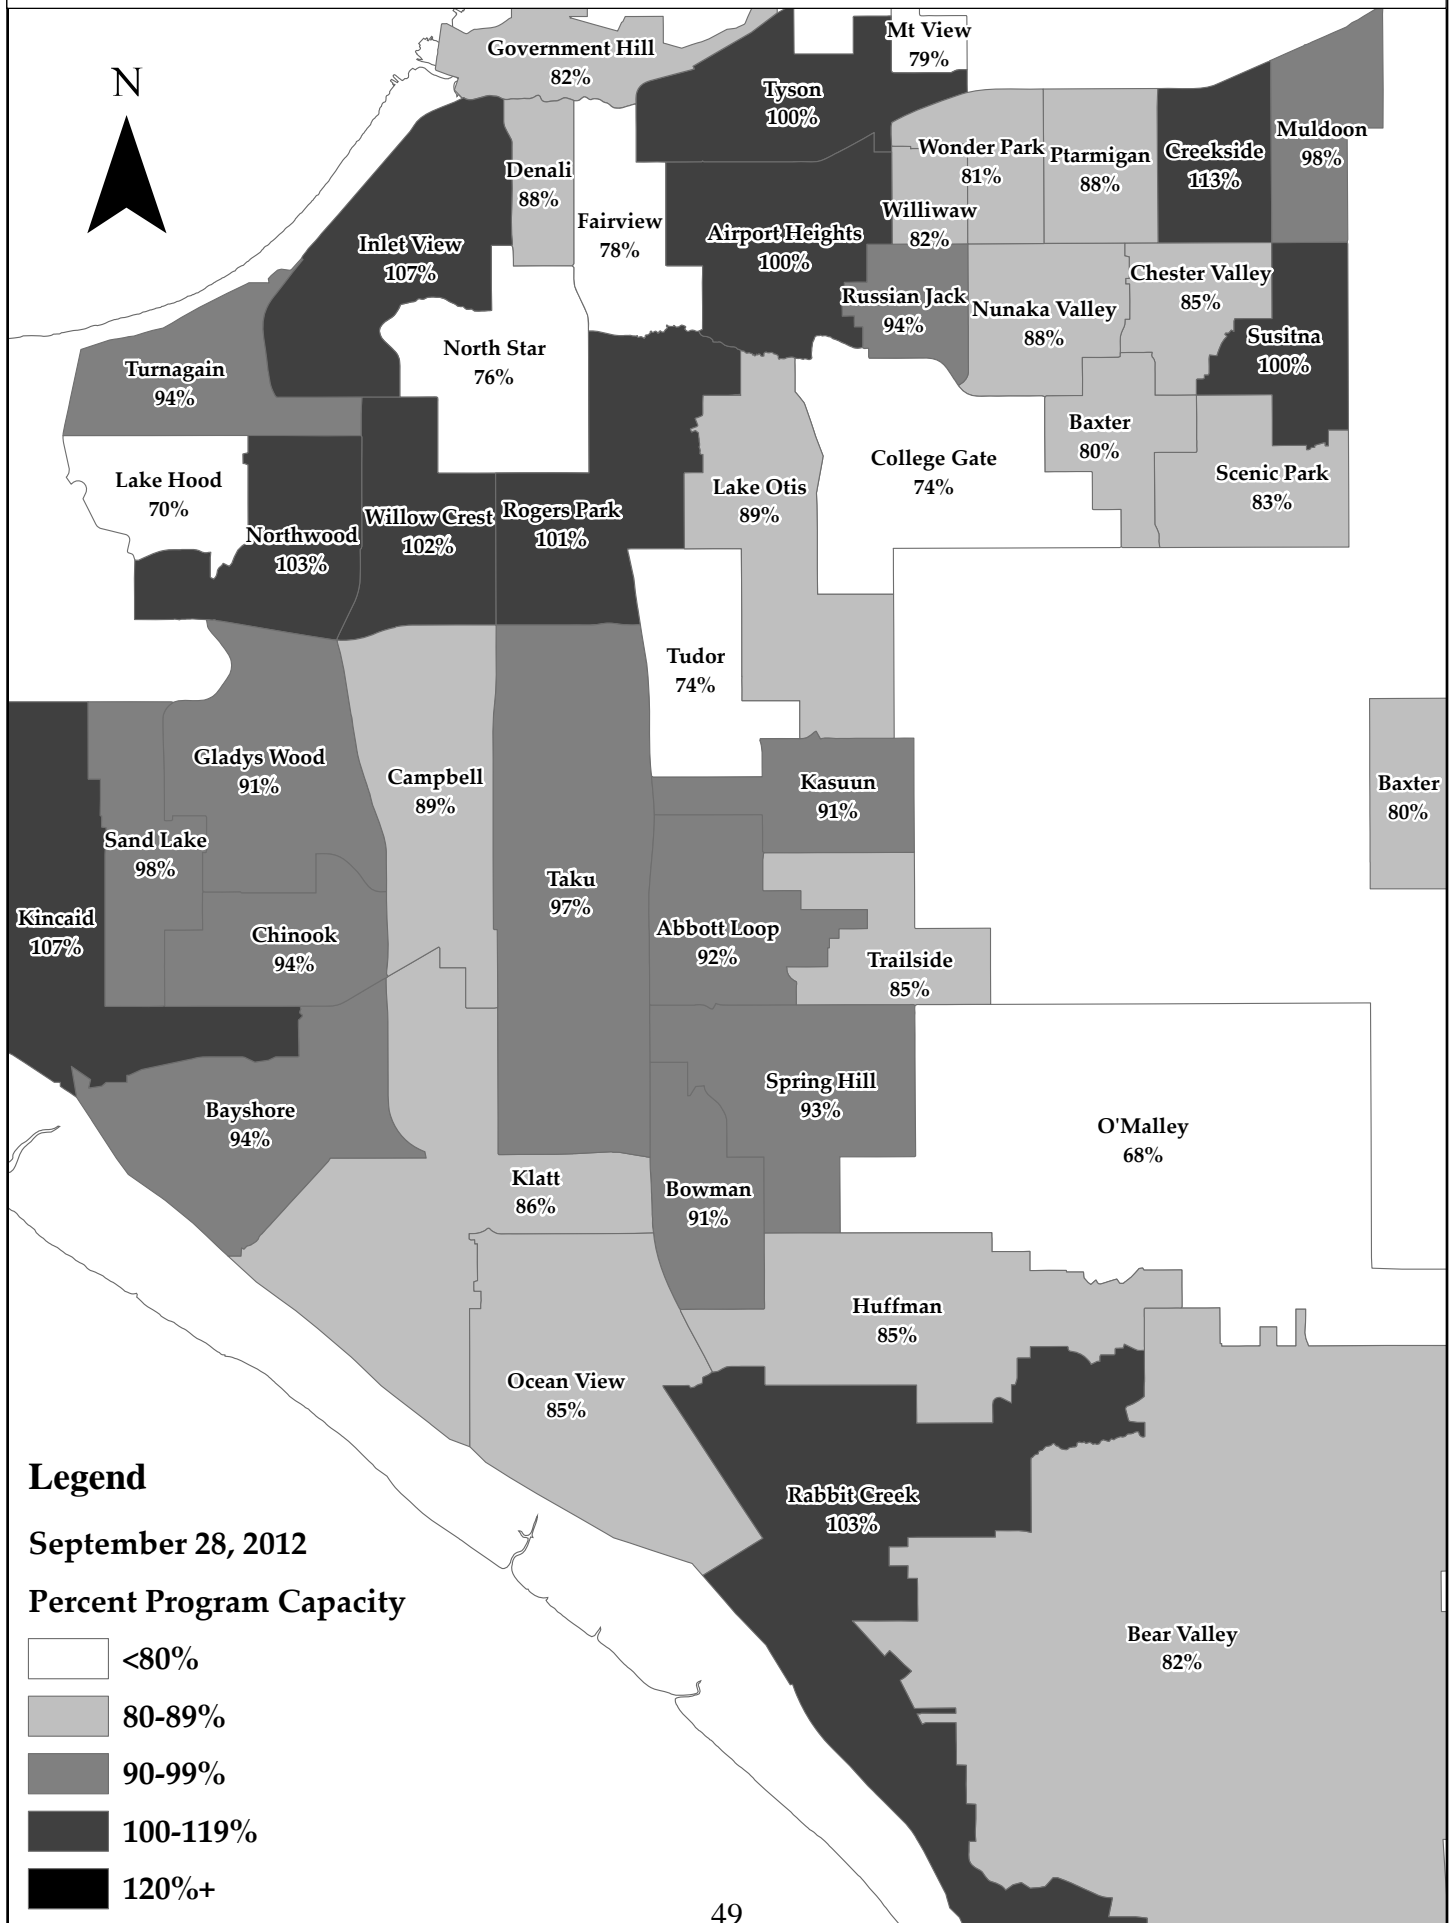 Mt View
79%
Government Hill
82%
N
Tyson
100%
Muldoon
98%
Wonder Park
81%
Ptarmigan
88%
Creekside
113%
Denali
88%
Williwaw
82%
Fairview
78%
Airport Heights
100%
Inlet View
107%
Chester Valley
85%
Russian Jack
94%
Nunaka Valley
88%
Susitna
100%
North Star
76%
Turnagain
94%
Baxter
80%
College Gate
74%
Scenic Park
83%
Lake Hood
70%
Lake Otis
89%
Northwood
103%
Willow Crest
102%
Rogers Park
101%
Tudor
74%
Gladys Wood
91%
Campbell
89%
Kasuun
91%
Baxter
80%
Sand Lake
98%
Taku
97%
Kincaid
107%
Chinook
94%
Abbott Loop
92%
Trailside
85%
Spring Hill
93%
Bayshore
94%
O'Malley
68%
Klatt
86%
Bowman
91%
Huffman
85%
Ocean View
85%
Rabbit Creek
103%
Bear Valley
82%
Legend
September 28, 2012
Percent Program Capacity
<80%
80-89%
90-99%
100-119%
120%+
49